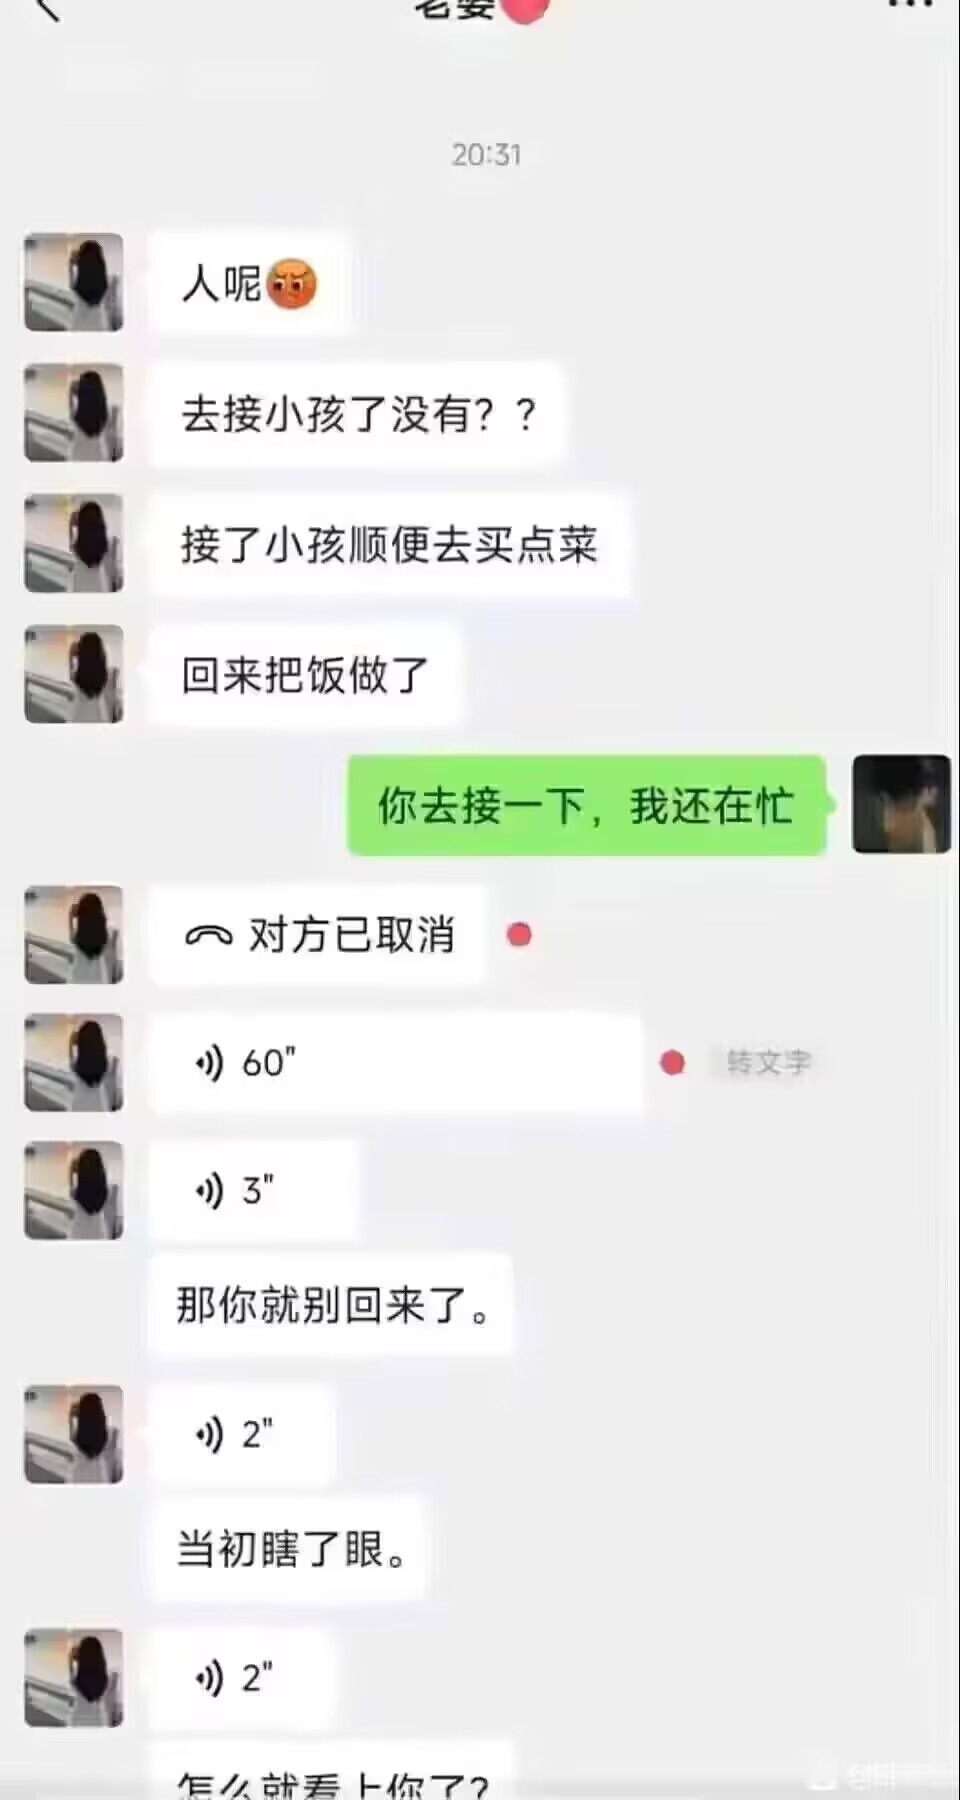 老婆
20:31
人呢
去接小孩了没有？？
接了小孩顺便去买点菜
回来把饭做了
你去接一下，我还在忙
对方已取消
60"
转文字
3"
那你就别回来了。
2"
当初瞎了眼。
2"
怎么就看上你了?